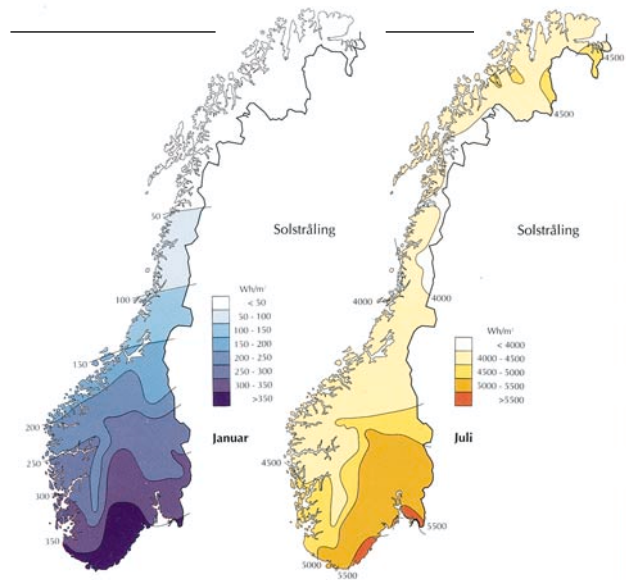 4500
4500
50
Solstråling
Solstråling
100
4000
4000
Wh/m²
< 50
50 - 100
100 - 150
150 - 200
200 - 250
250 - 300
300 - 350
>350
Wh/m²
< 4000
4000 - 4500
4500 - 5000
5000 - 5500
>5500
150
200
Januar
Juli
250
4500
300
350
5500
5000
5500